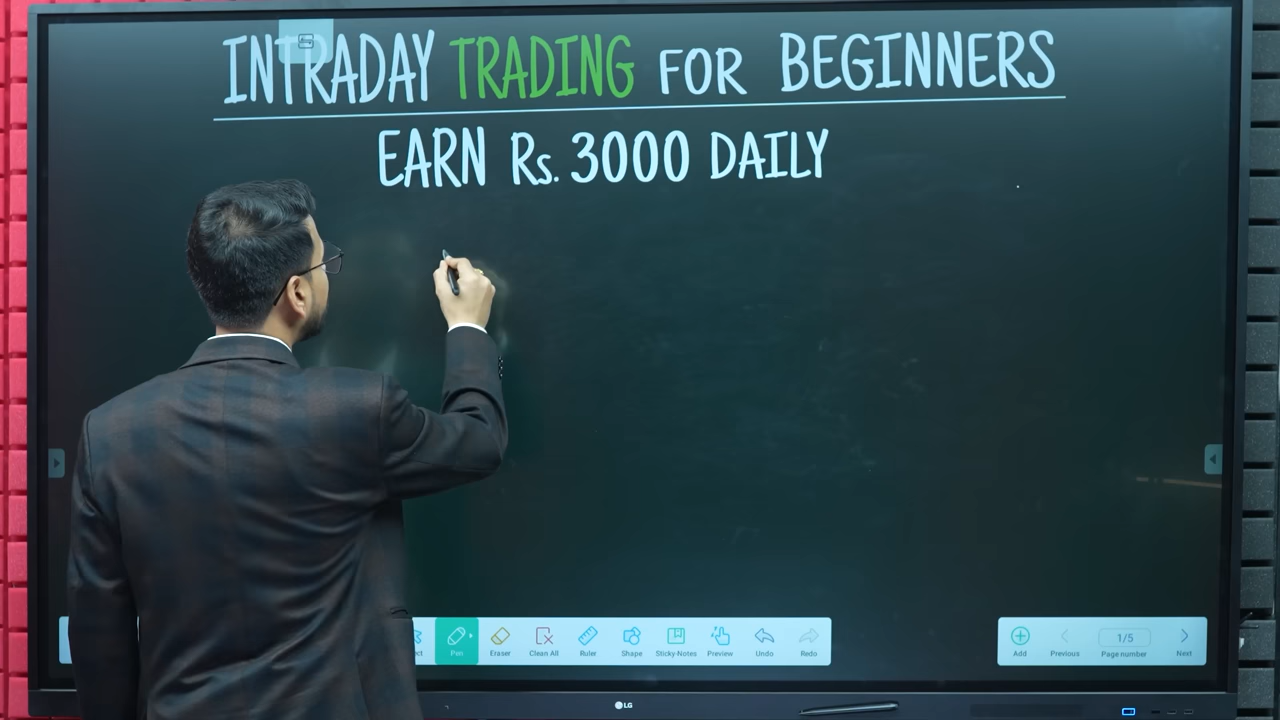 INTRADAY TRADING FOR BEGINNERS
EARN Rs. 3000 DAILY
Pen
Eraser
Clean All
Ruler
Shape
Sticky-Notes
Preview
Undo
Redo
Add
Previous
1/5
Page number
Next
LG